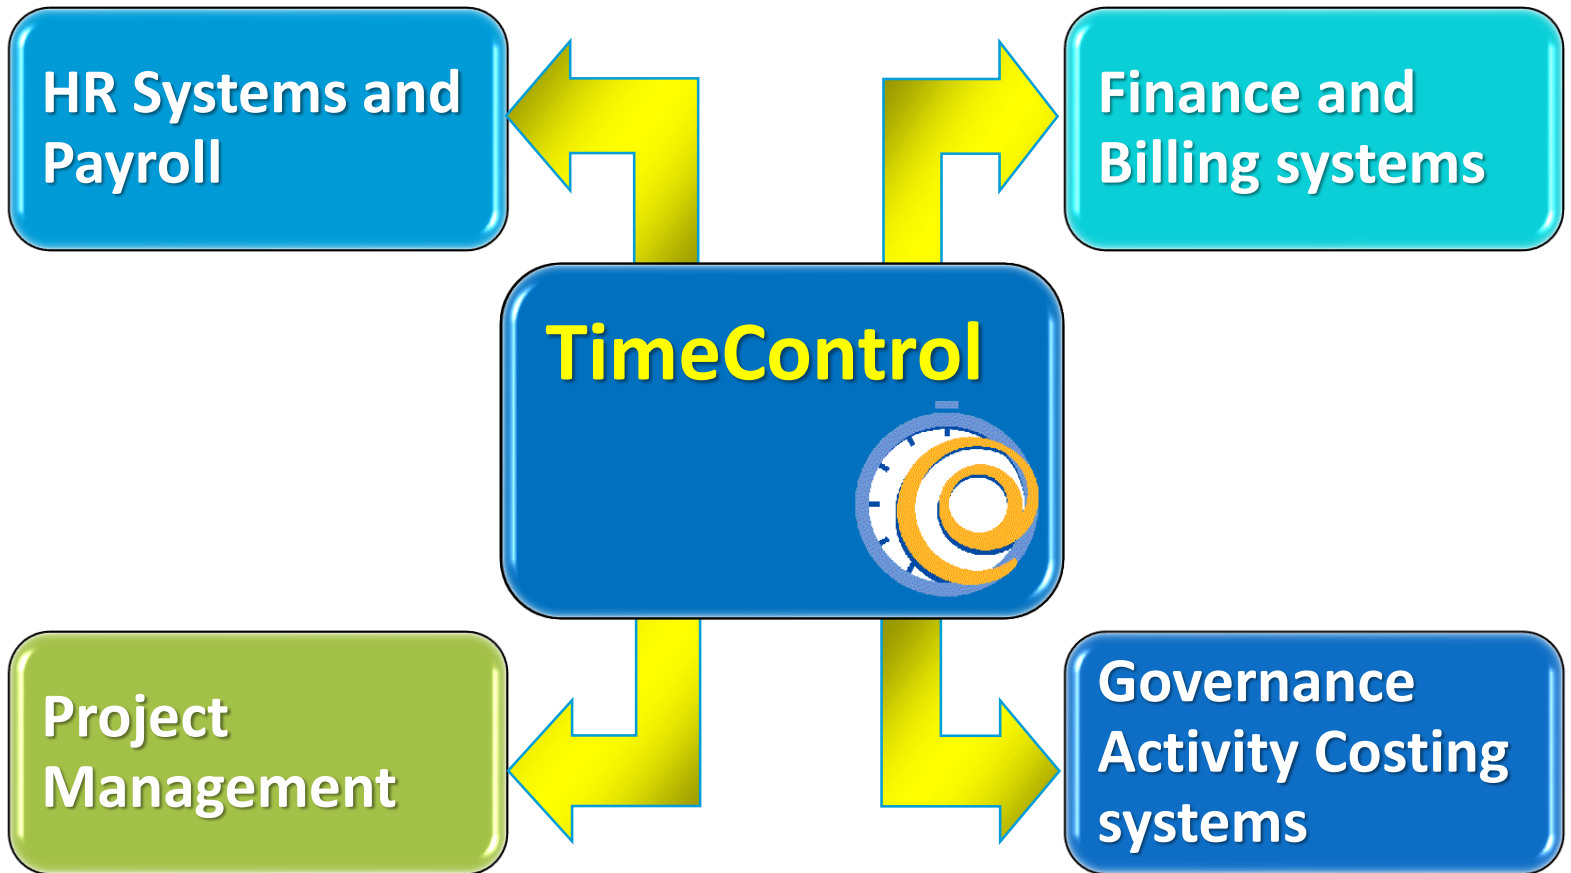 HR Systems and
Payroll
Finance and
Billing systems
TimeControl
Project
Management
Governance
Activity Costing
systems